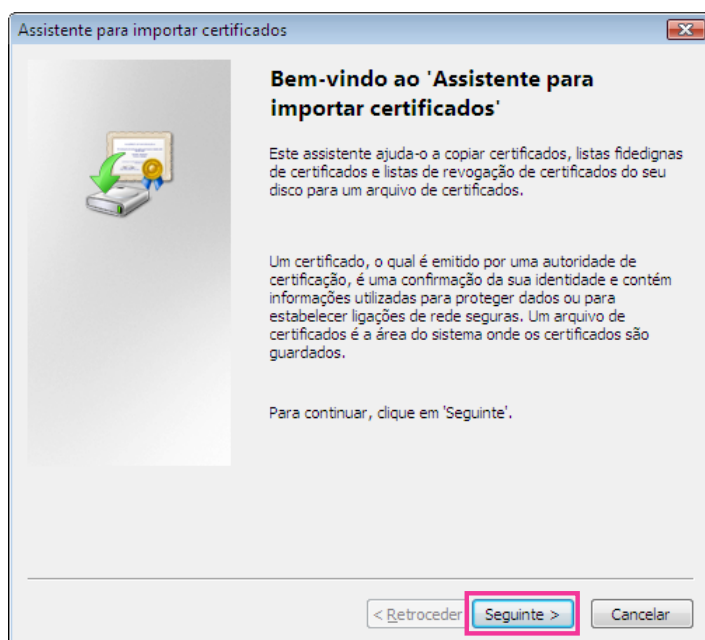 Assistente para importar certificados
Bem-vindo ao 'Assistente para
importar certificados'
Este assistente ajuda-o a copiar certificados, listas fidedignas
de certificados e listas de revogação de certificados do seu
disco para um arquivo de certificados.
Um certificado, o qual é emitido por uma autoridade de
certificação, é uma confirmação da sua identidade e contém
informações utilizadas para proteger dados ou para
estabelecer ligações de rede seguras. Um arquivo de
certificados é a área do sistema onde os certificados são
guardados.
Para continuar, clique em 'Seguinte'.
< Retroceder Seguinte > Cancelar